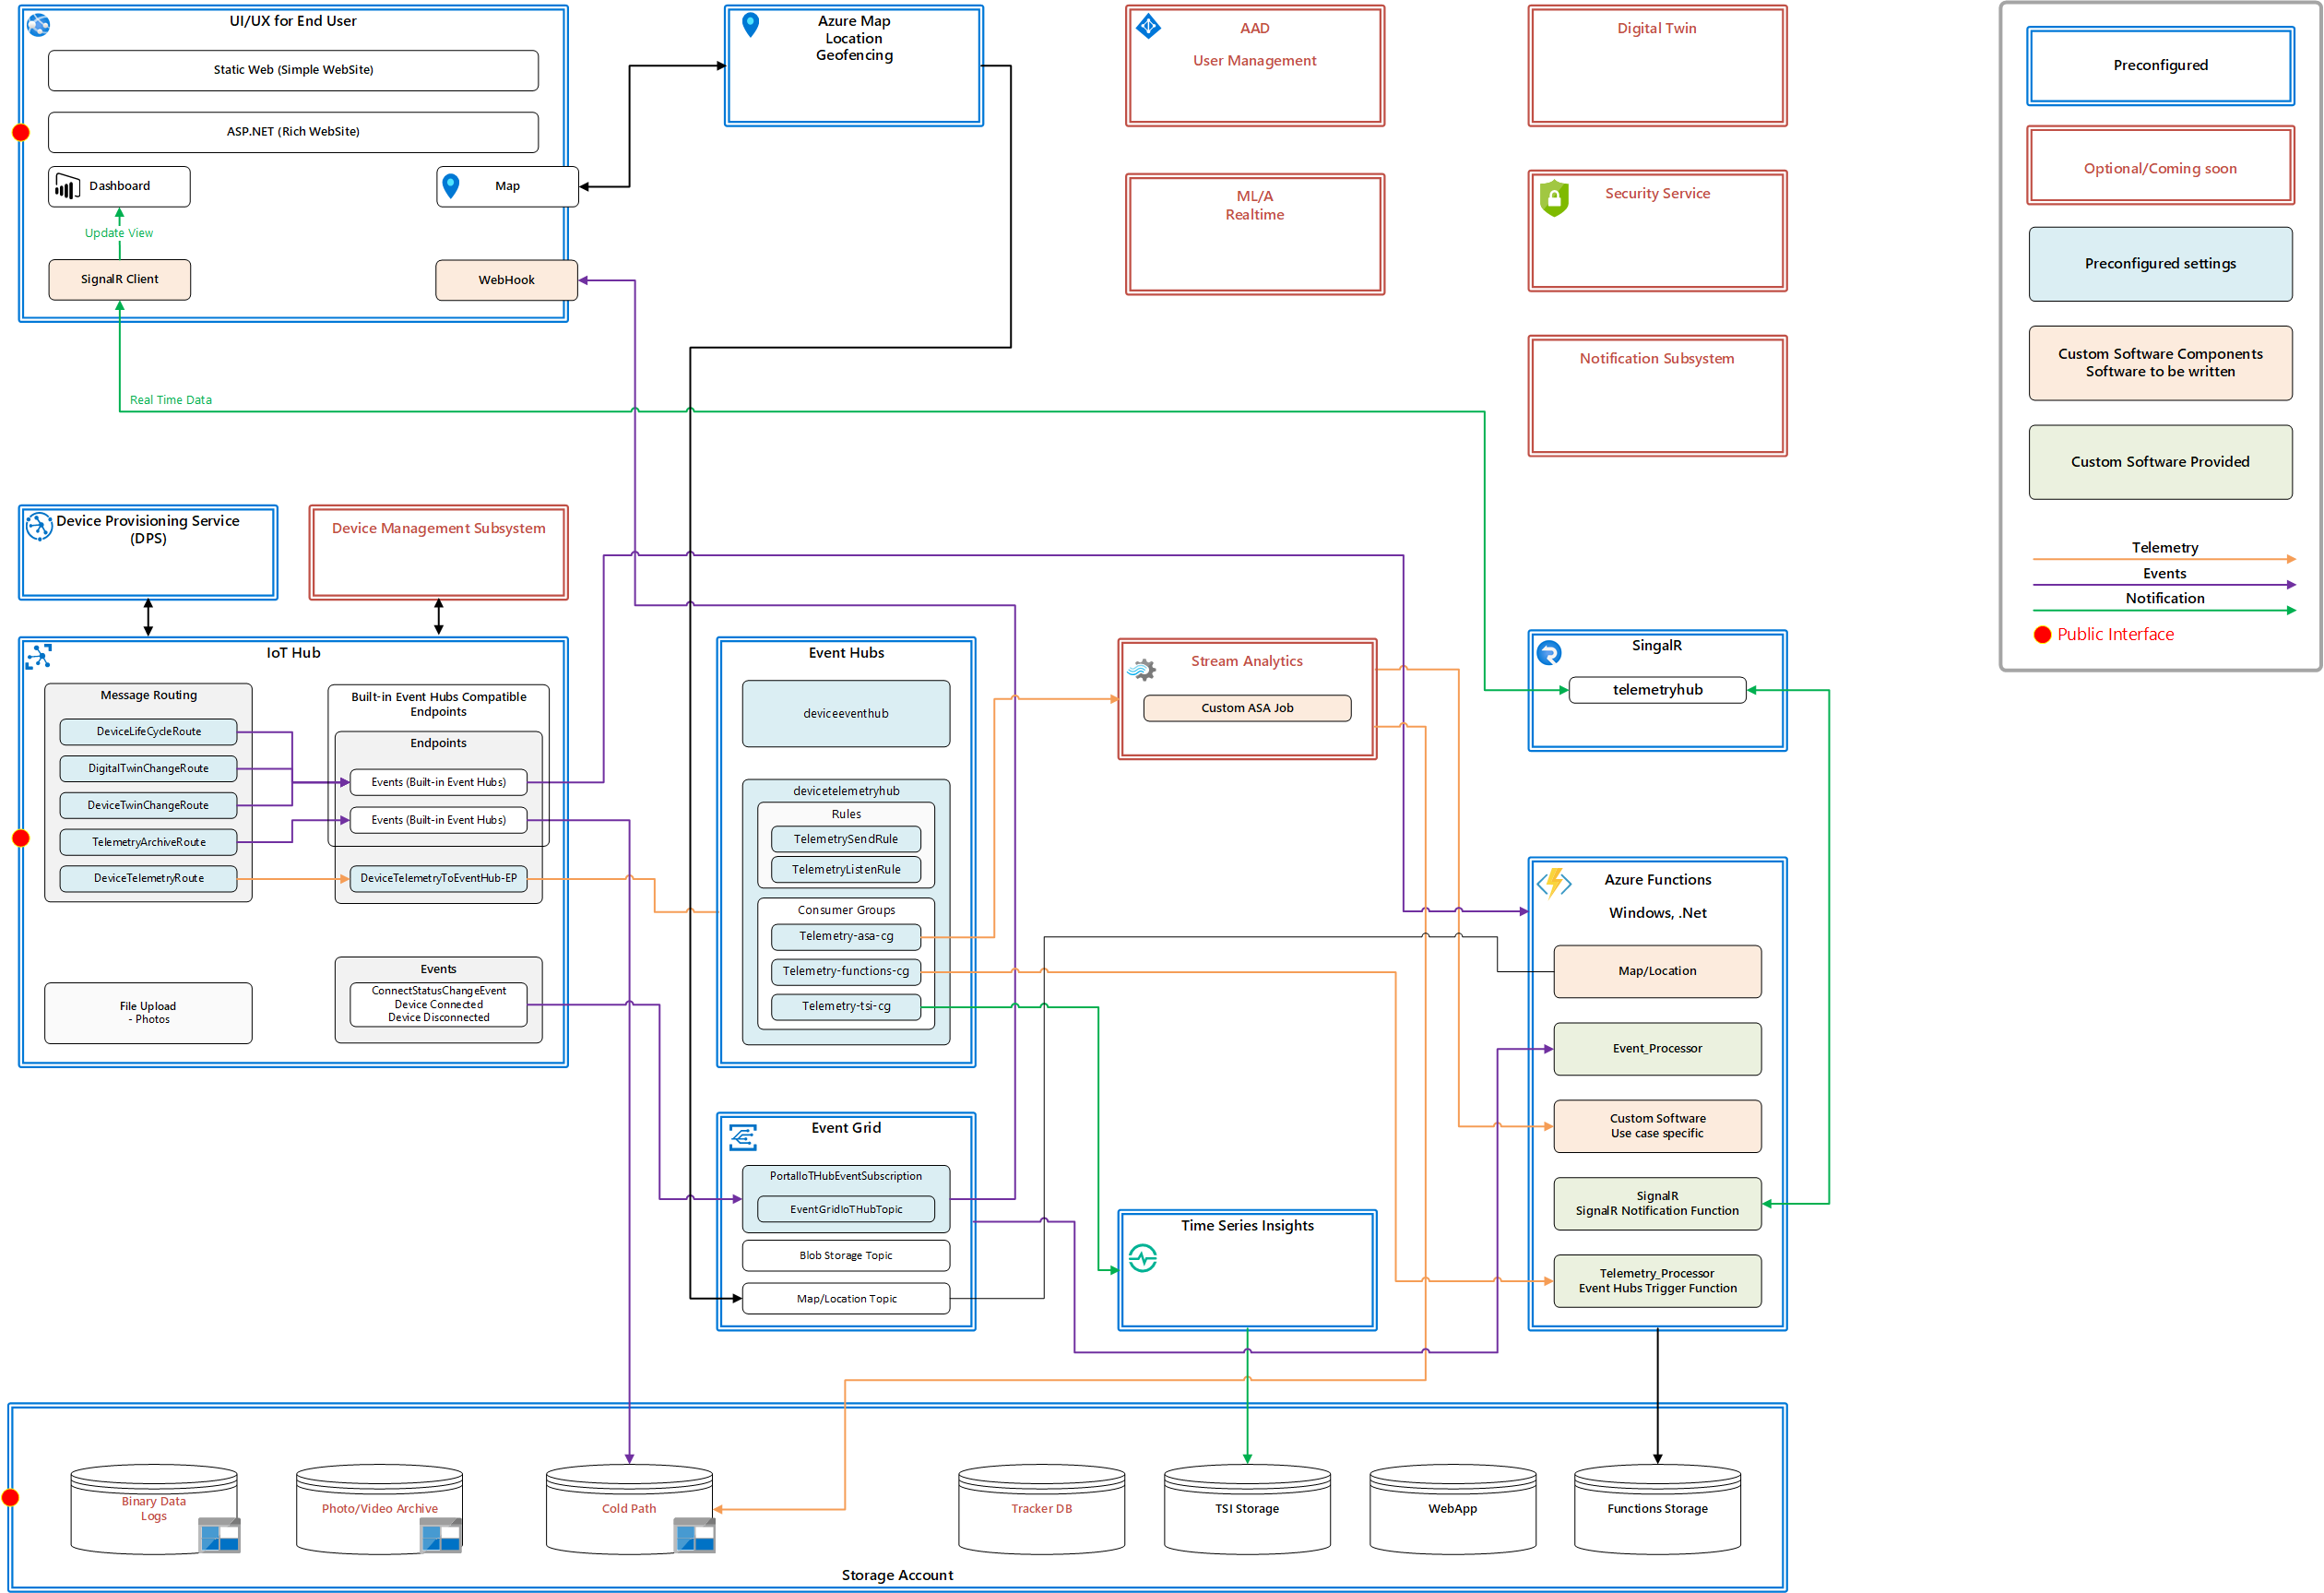 UI/UX for End User
Static Web (Simple WebSite)
ASP.NET (Rich WebSite)
Dashboard
Map
Update View
SignalR Client
WebHook
Real Time Data
Azure Map
Location
Geofencing
AAD
User Management
Digital Twin
ML/A
Realtime
Security Service
Notification Subsystem
Preconfigured
Optional/Coming soon
Preconfigured settings
Custom Software Components
Software to be written
Custom Software Provided
Telemetry
Events
Notification
Public Interface
Device Provisioning Service
(DPS)
Device Management Subsystem
IoT Hub
Message Routing
DeviceLifeCycleRoute
DigitalTwinChangeRoute
DeviceTwinChangeRoute
TelemetryArchiveRoute
DeviceTelemetryRoute
Built-in Event Hubs Compatible
Endpoints
Endpoints
Events (Built-in Event Hubs)
Events (Built-in Event Hubs)
DeviceTelemetryToEventHub-EP
File Upload
- Photos
Events
ConnectStatusChangeEvent
Device Connected
Device Disconnected
Event Hubs
deviceeventhub
devicetelemetryhub
Rules
TelemetrySendRule
TelemetryListenRule
Consumer Groups
Telemetry-asa-cg
Telemetry-functions-cg
Telemetry-tsi-cg
Event Grid
PortalIoTHubEventSubscription
EventGridIoTHubTopic
Blob Storage Topic
Map/Location Topic
Stream Analytics
Custom ASA Job
Time Series Insights
SingalR
telemetryhub
Azure Functions
Windows, .Net
Map/Location
Event_Processor
Custom Software
Use case specific
SignalR
SignalR Notification Function
Telemetry_Processor
Event Hubs Trigger Function
Binary Data
Logs
Photo/Video Archive
Cold Path
Tracker DB
TSI Storage
WebApp
Functions Storage
Storage Account